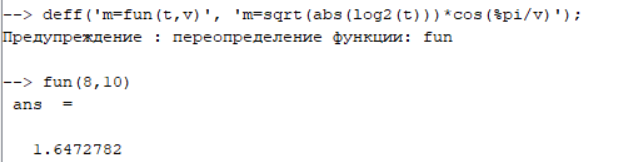 --> deff('m=fun(t,v)', 'm=sqrt(abs(log2(t)))*cos(%pi/v)');
Предупреждение : переопределение функции: fun
--> fun(8,10)
ans  =
1.6472782